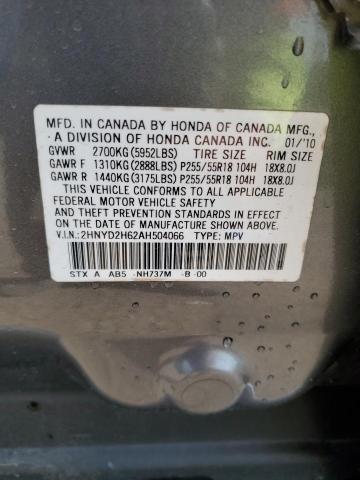 MFD. IN CANADA BY HONDA OF CANADA MFG.,
A DIVISION OF HONDA CANADA INC. 01/'10
GVWR 2700KG(5952LBS) TIRE SIZE RIM SIZE
GAWR F 1310KG(2888LBS) P255/55R18 104H 18X8.0J
GAWR R 1440KG(3175LBS) P255/55R18 104H 18X8.0J
THIS VEHICLE CONFORMS TO ALL APPLICABLE
FEDERAL MOTOR VEHICLE SAFETY
AND THEFT PREVENTION STANDARDS IN EFFECT ON
THE DATE OF MANUFACTURE SHOWN ABOVE.
V.I.N.: 2HNYD2H62AH504066 TYPE: MPV
STX A AB5 NH737M -B -00